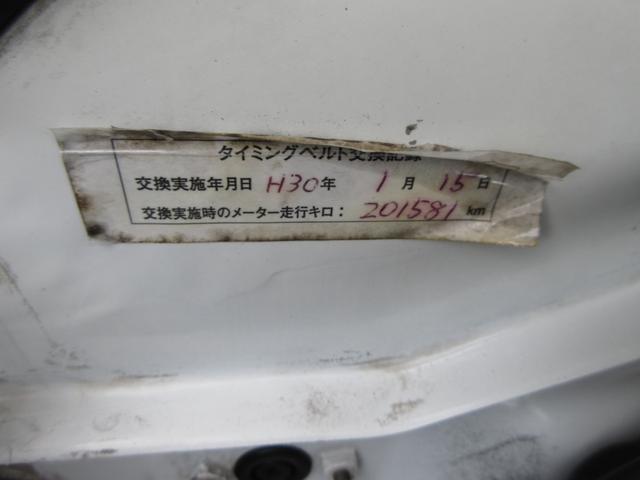 タイミングベルト交換記録
交換実施年月日 H30年 1月 15日
交換実施時のメーター走行キロ： 201581 km